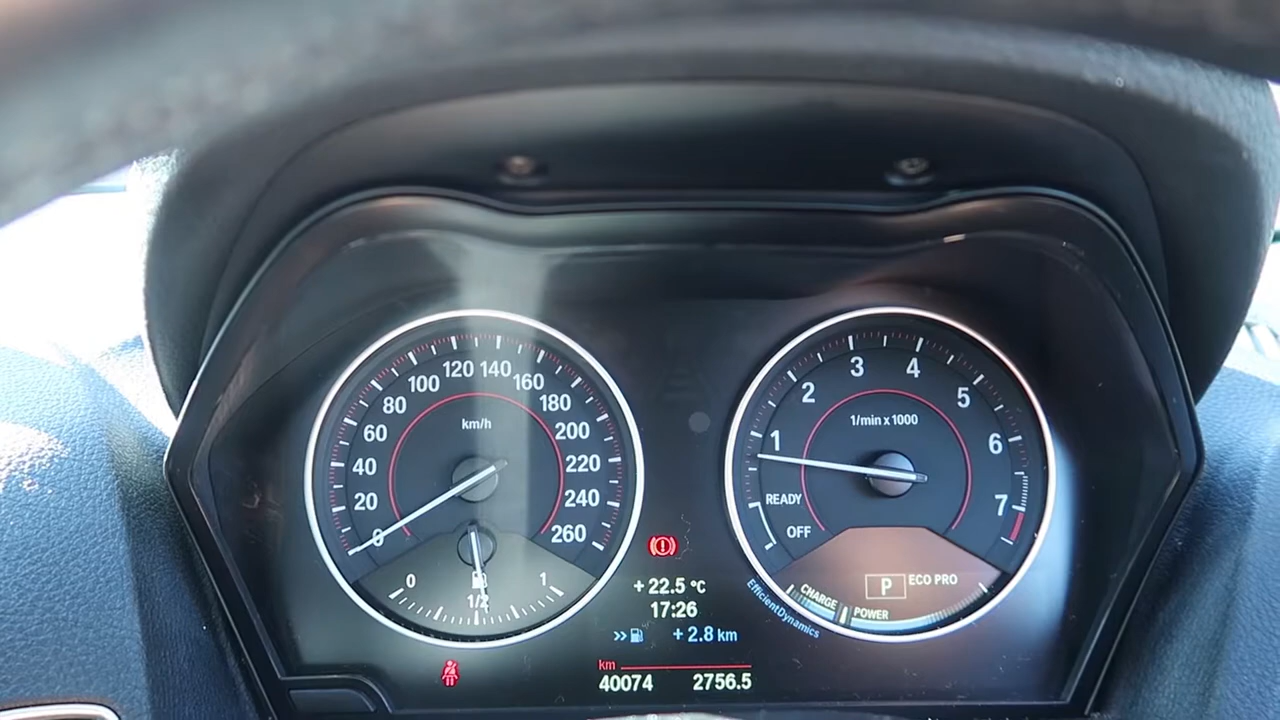 120 140
100 160
80 180
60 km/h 200
40 220
20 240
0 260
0 1/2 1
3 4
2 5
1/min x 1000
1 6
READY 7
OFF
P ECO PRO
CHARGE POWER
EfficientDynamics
+ 22.5 °C
17:26
>> + 2.8 km
km
40074 2756.5